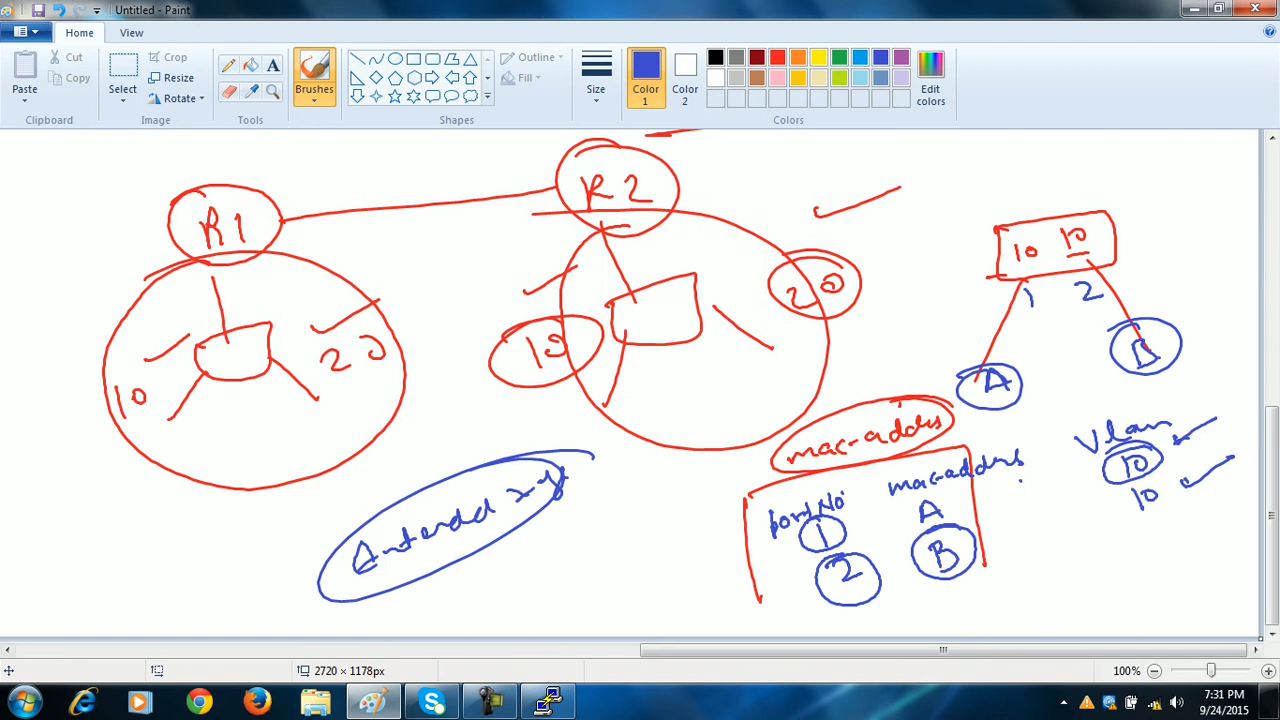 Untitled - Paint
Home
View
Paste
Cut
Copy
Clipboard
Select
Crop
Resize
Rotate
Image
Tools
Brushes
Shapes
Outline
Fill
Size
Color 1
Color 2
Edit colors
Colors
R1
R2
10
20
10
20
10 10
1 2
A
B
mac-addrs
Vlan
10
10
port No
mac-address
1
A
2
B
2720 × 1178px
100%
7:31 PM
9/24/2015